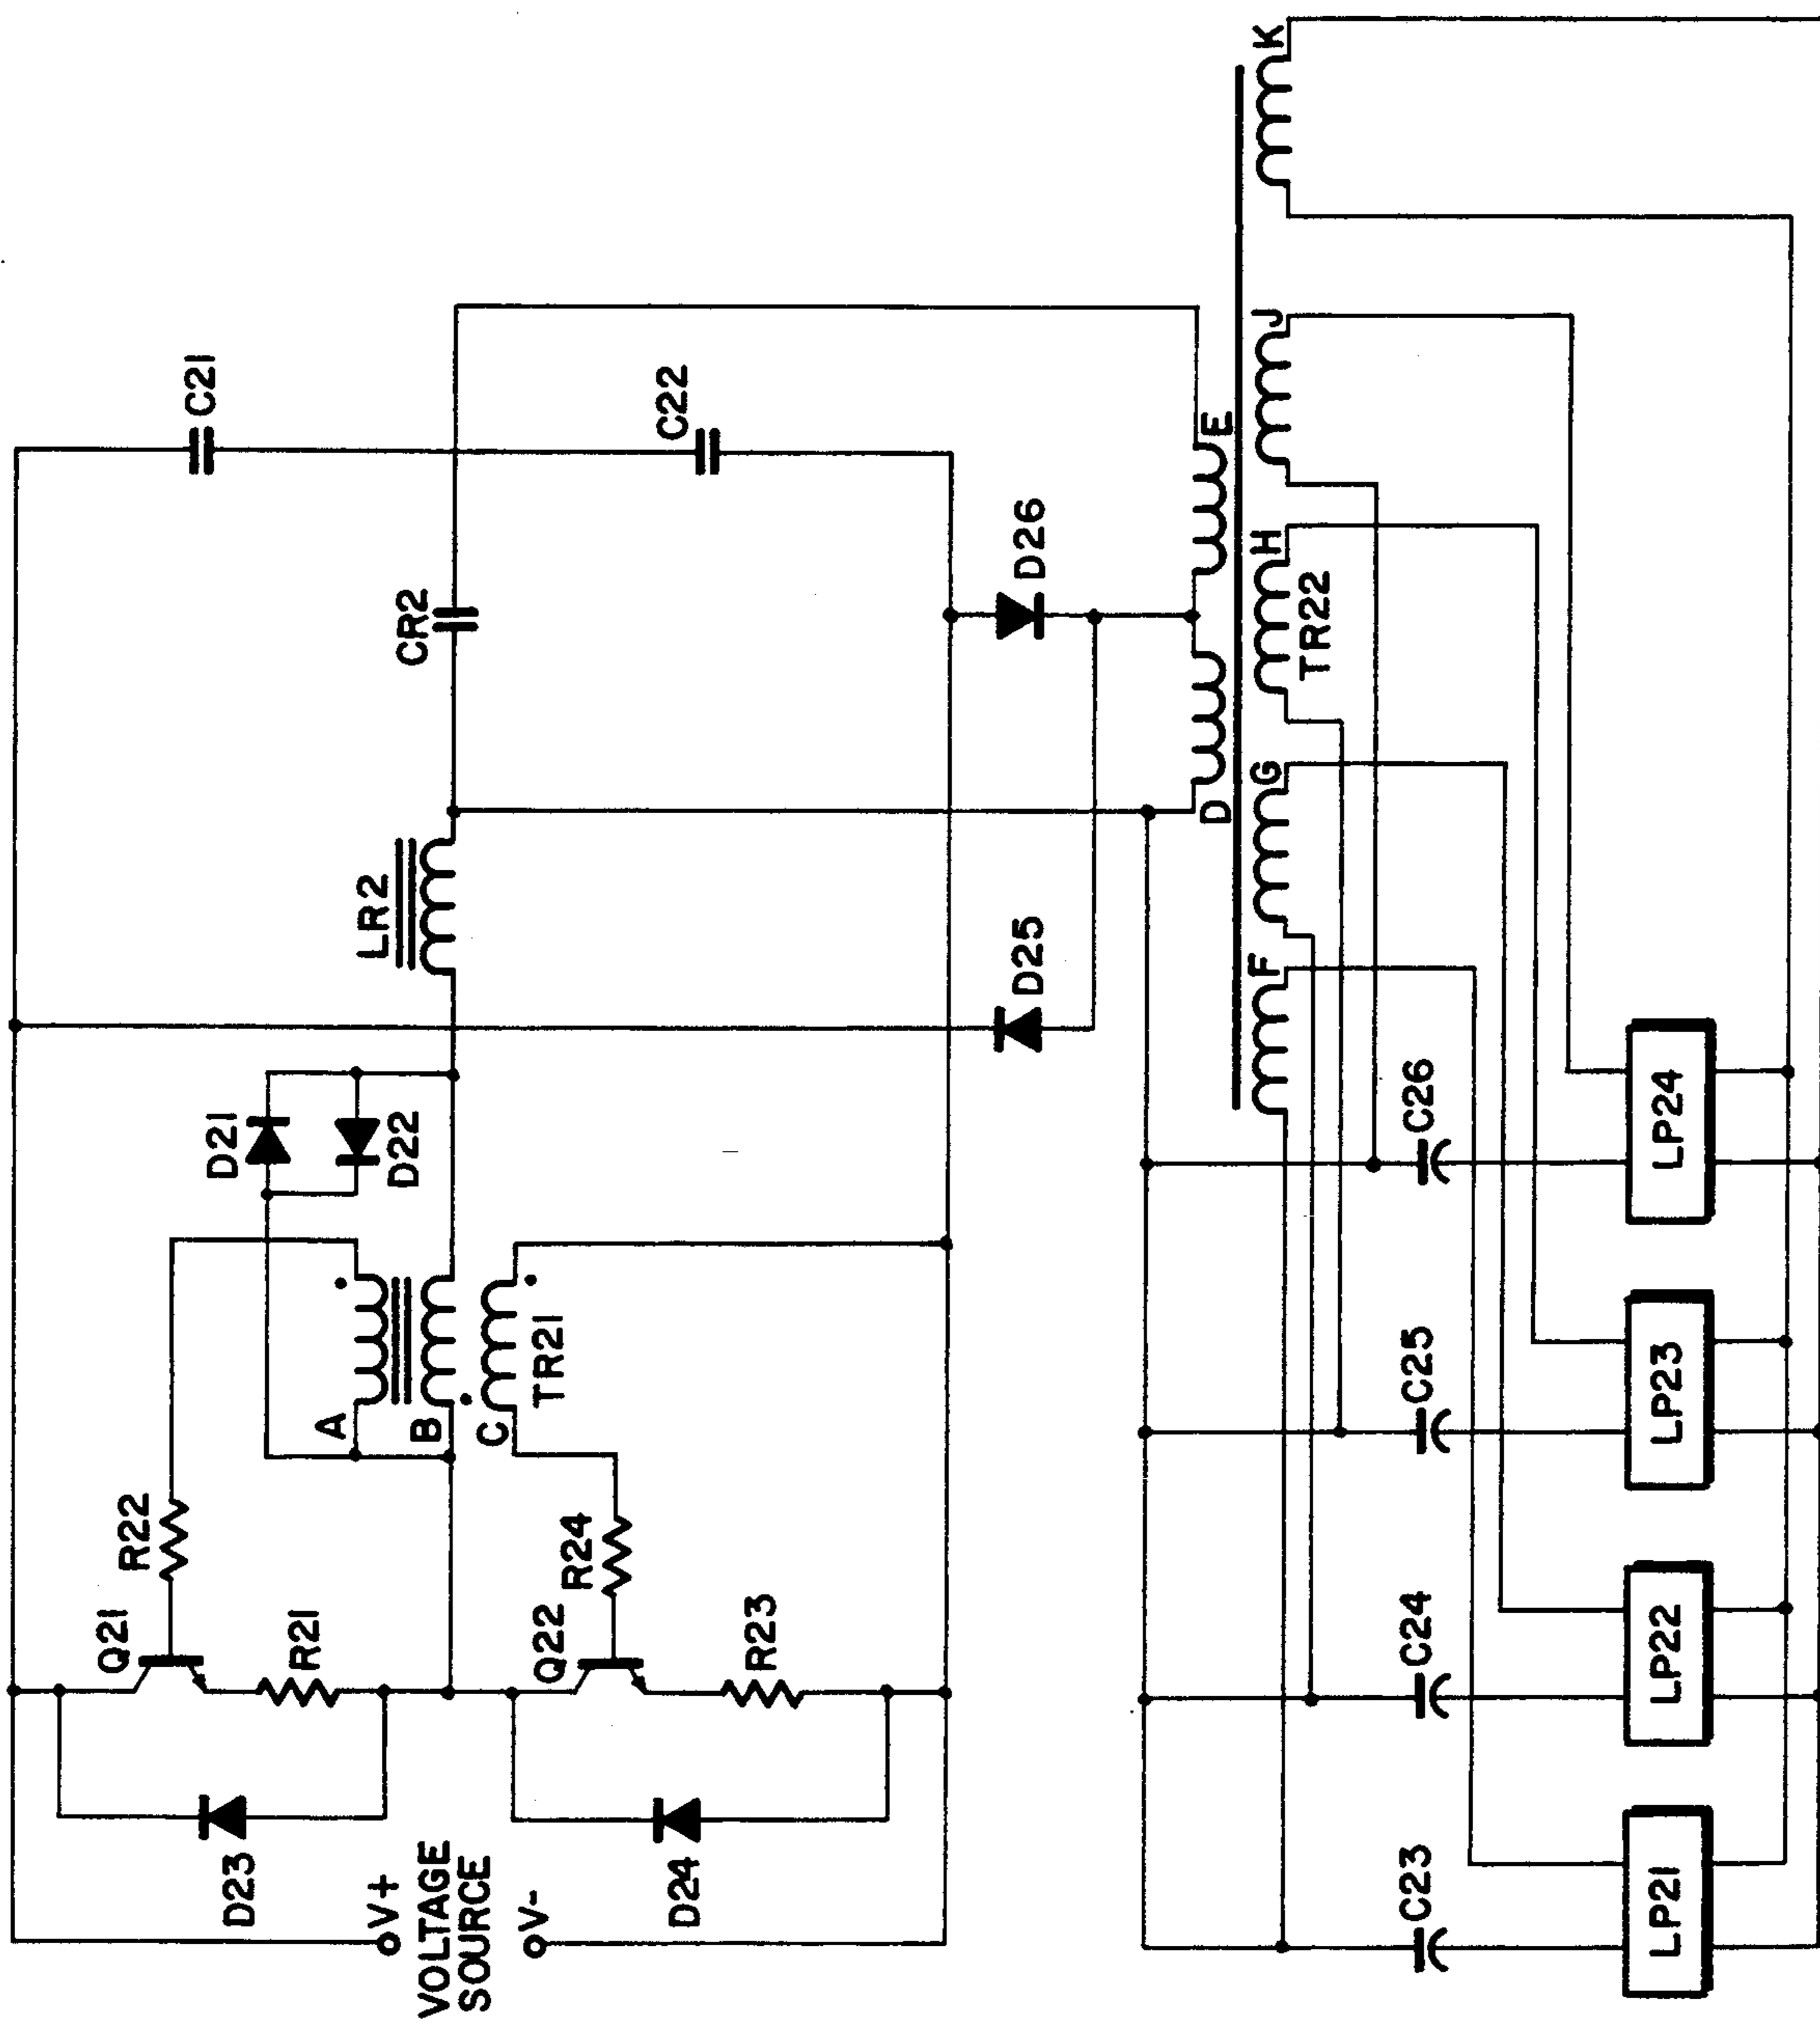 C21
C22
K
CR2
D26
E
J
H
TR22
LR2
D
G
D25
F
D21
D22
C26
LP24
A
B
C
TR21
C25
LP23
R22
R24
Q21
R21
Q22
R23
C24
LP22
D23
V+
VOLTAGE
SOURCE
V-
D24
C23
LP21